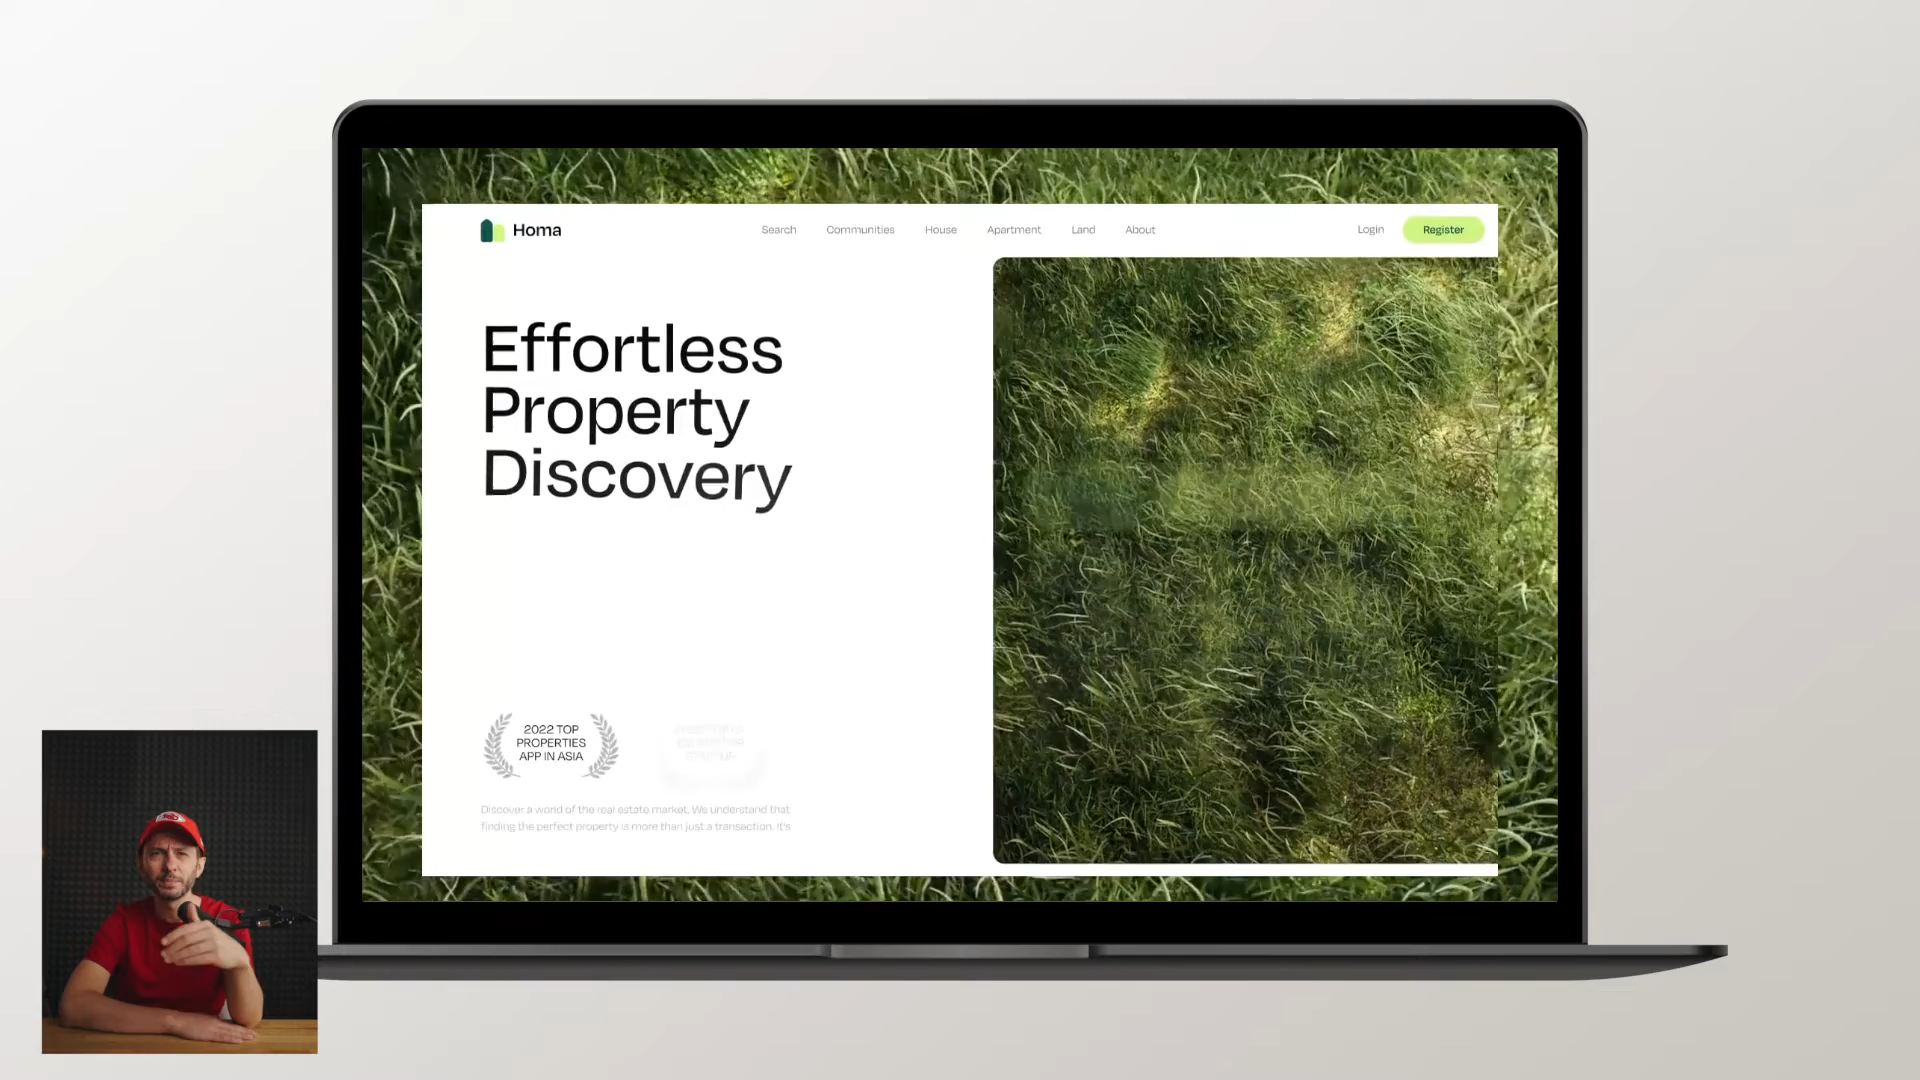 Homa
Search Communities House Apartment Land About
Login Register
Effortless
Property
Discovery
2022 TOP
PROPERTIES
APP IN ASIA
Discover a world of the real estate market. We understand that
finding the perfect property is more than just a transaction. It's